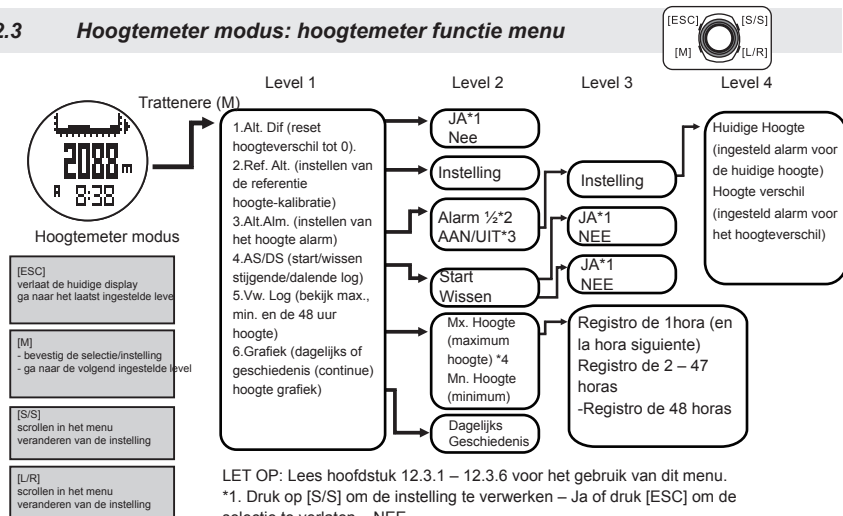 2.3 Hoogtemeter modus: hoogtemeter functie menu
[ESC] [S/S]
[M] [L/R]
Level 1 Level 2 Level 3 Level 4
Trattenere (M)
2088 m
A 8:38
Hoogtemeter modus
[ESC]
verlaat de huidige display
ga naar het laatst ingestelde leve
[M]
- bevestig de selectie/instelling
- ga naar de volgend ingestelde level
[S/S]
scrollen in het menu
veranderen van de instelling
[L/R]
scrollen in het menu
veranderen van de instelling
1.Alt. Dif (reset
hoogteverschil tot 0).
2.Ref. Alt. (instellen van
de referentie
hoogte-kalibratie)
3.Alt.Alm. (instellen van
het hoogte alarm)
4.AS/DS (start/wissen
stijgende/dalende log)
5.Vw. Log (bekijk max.,
min. en de 48 uur
hoogte)
6.Grafiek (dagelijks of
geschiedenis (continue)
hoogte grafiek)
JA*1
Nee
Instelling
Alarm ½*2
AAN/UIT*3
Start
Wissen
Mx. Hoogte
(maximum
hoogte) *4
Mn. Hoogte
(minimum)
Dagelijks
Geschiedenis
Instelling
JA*1
NEE
JA*1
NEE
Registro de 1hora (en
la hora siguiente)
Registro de 2 – 47
horas
-Registro de 48 horas
Huidige Hoogte
(ingesteld alarm voor
de huidige hoogte)
Hoogte verschil
(ingesteld alarm voor
het hoogteverschil)
LET OP: Lees hoofdstuk 12.3.1 – 12.3.6 voor het gebruik van dit menu.
*1. Druk op [S/S] om de instelling te verwerken – Ja of druk [ESC] om de
selectie te verlaten – NEE